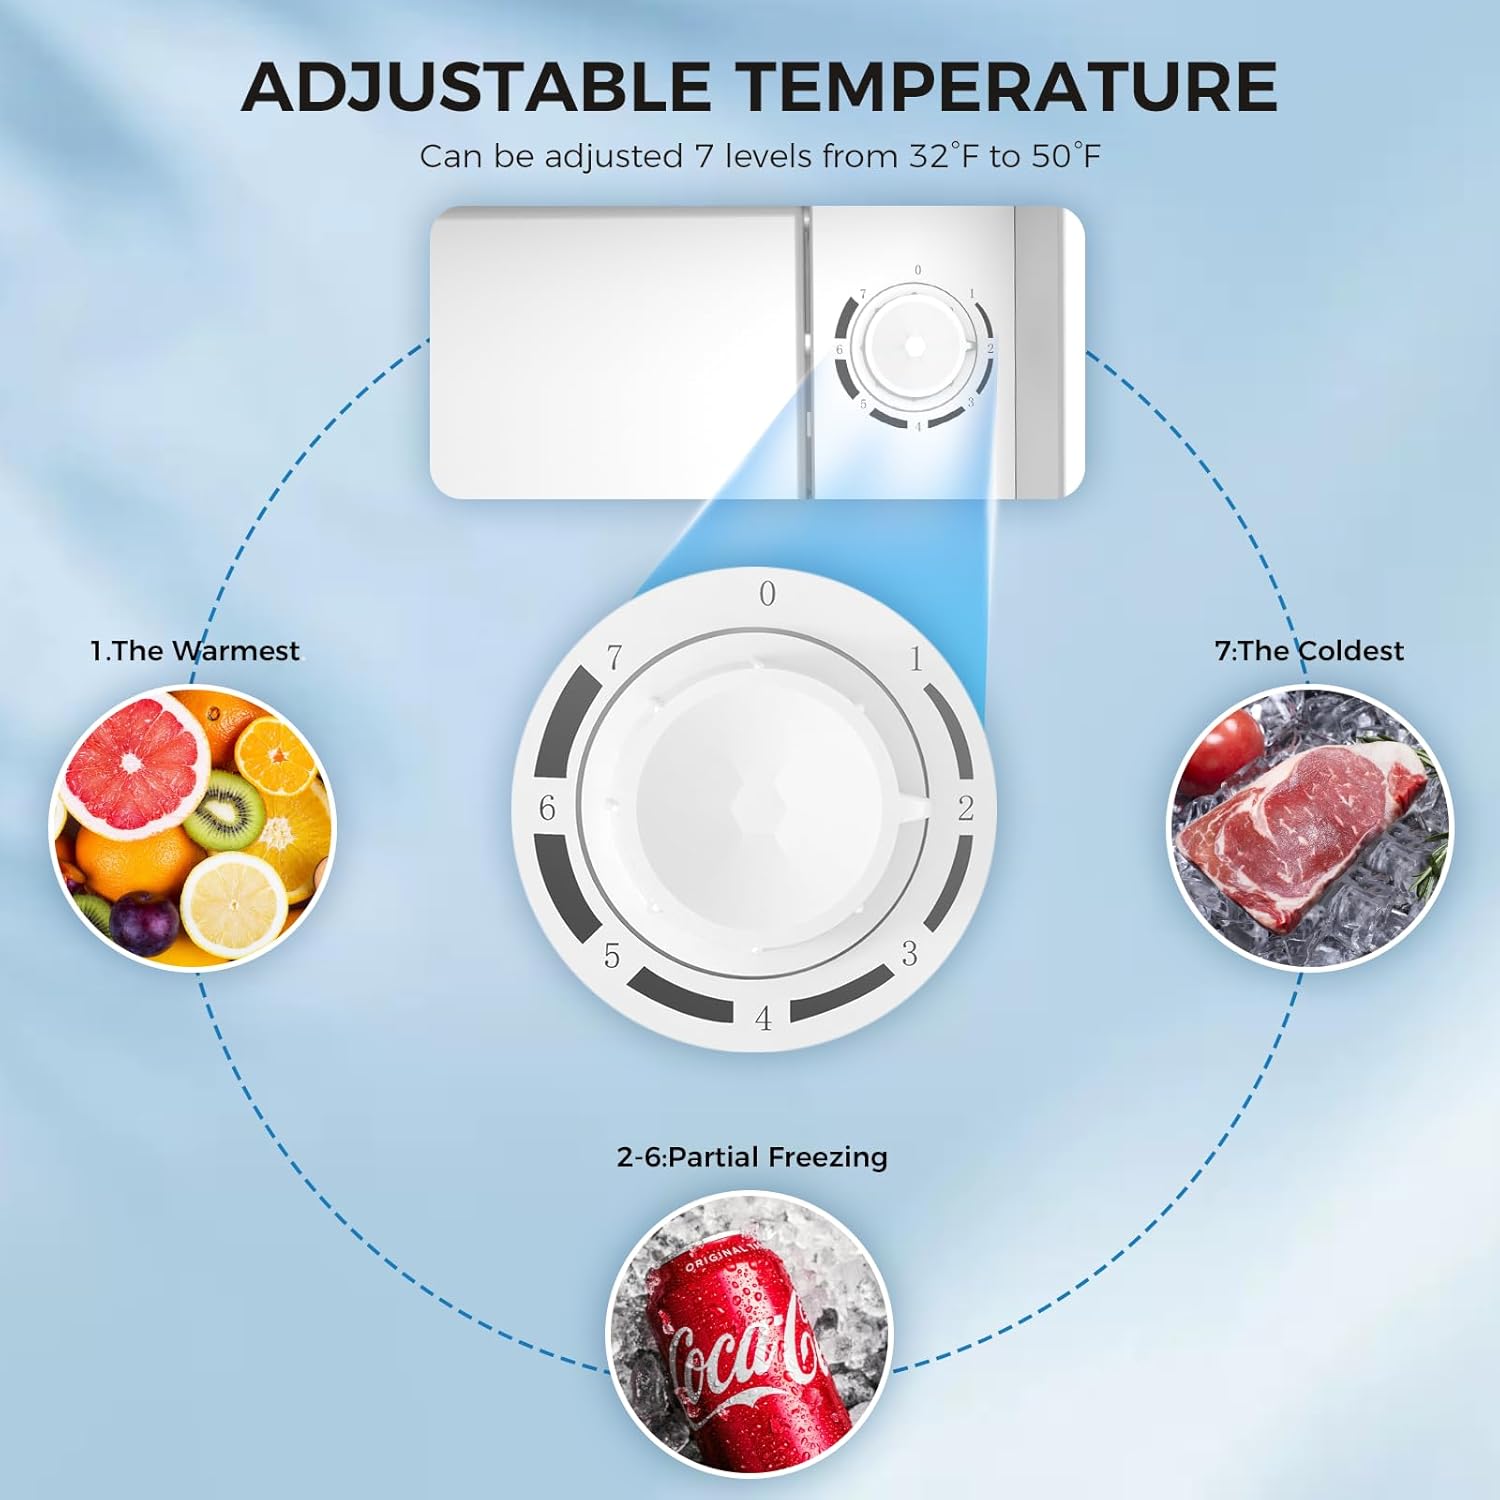 ADJUSTABLE TEMPERATURE
Can be adjusted 7 levels from 32°F to 50°F
0
7 1
6 2
5 3
4
0
7 1
6 2
5 3
4
1.The Warmest
7:The Coldest
2-6:Partial Freezing
ORIGINAL
Coca-C